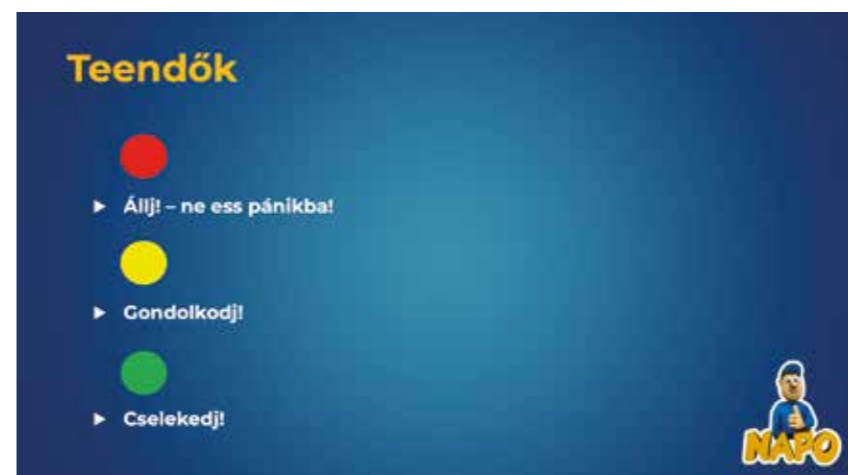 Teendők
Állj! – ne ess pánikba!
Gondolkodj!
Cselekedj!
NAPO